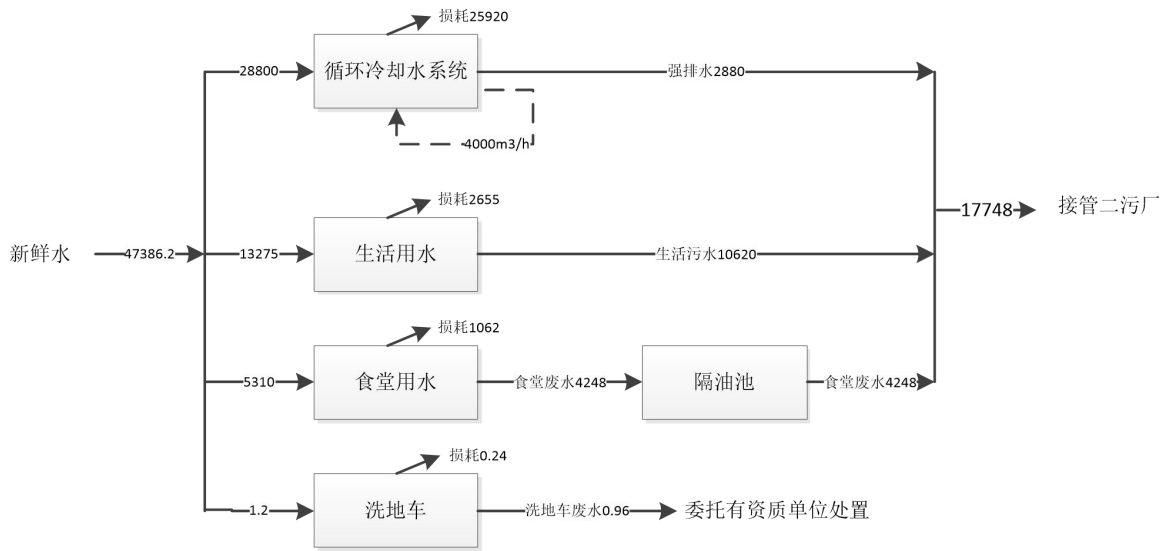 损耗25920
28800
循环冷却水系统
强排水2880
4000m3/h
损耗2655
17748
接管二污厂
新鲜水
47386.2
13275
生活用水
生活污水10620
损耗1062
5310
食堂用水
食堂废水4248
隔油池
食堂废水4248
损耗0.24
1.2
洗地车
洗地车废水0.96
委托有资质单位处置